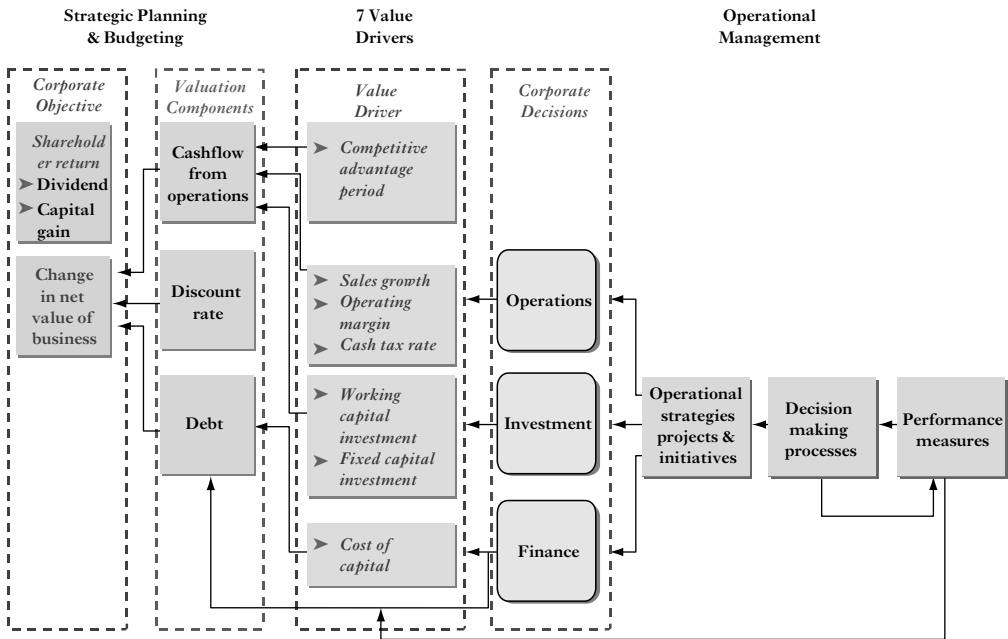 Strategic Planning
& Budgeting
7 Value
Drivers
Operational
Management
Corporate
Objective
Valuation
Components
Value
Driver
Corporate
Decisions
Sharehold
er return
➤ Dividend
➤ Capital
gain
Cashflow
from
operations
➤ Competitive
advantage
period
Change
in net
value of
business
Discount
rate
➤ Sales growth
➤ Operating
margin
➤ Cash tax rate
Operations
Debt
➤ Working
capital
investment
➤ Fixed capital
investment
Investment
Operational
strategies
projects &
initiatives
Decision
making
processes
Performance
measures
➤ Cost of
capital
Finance